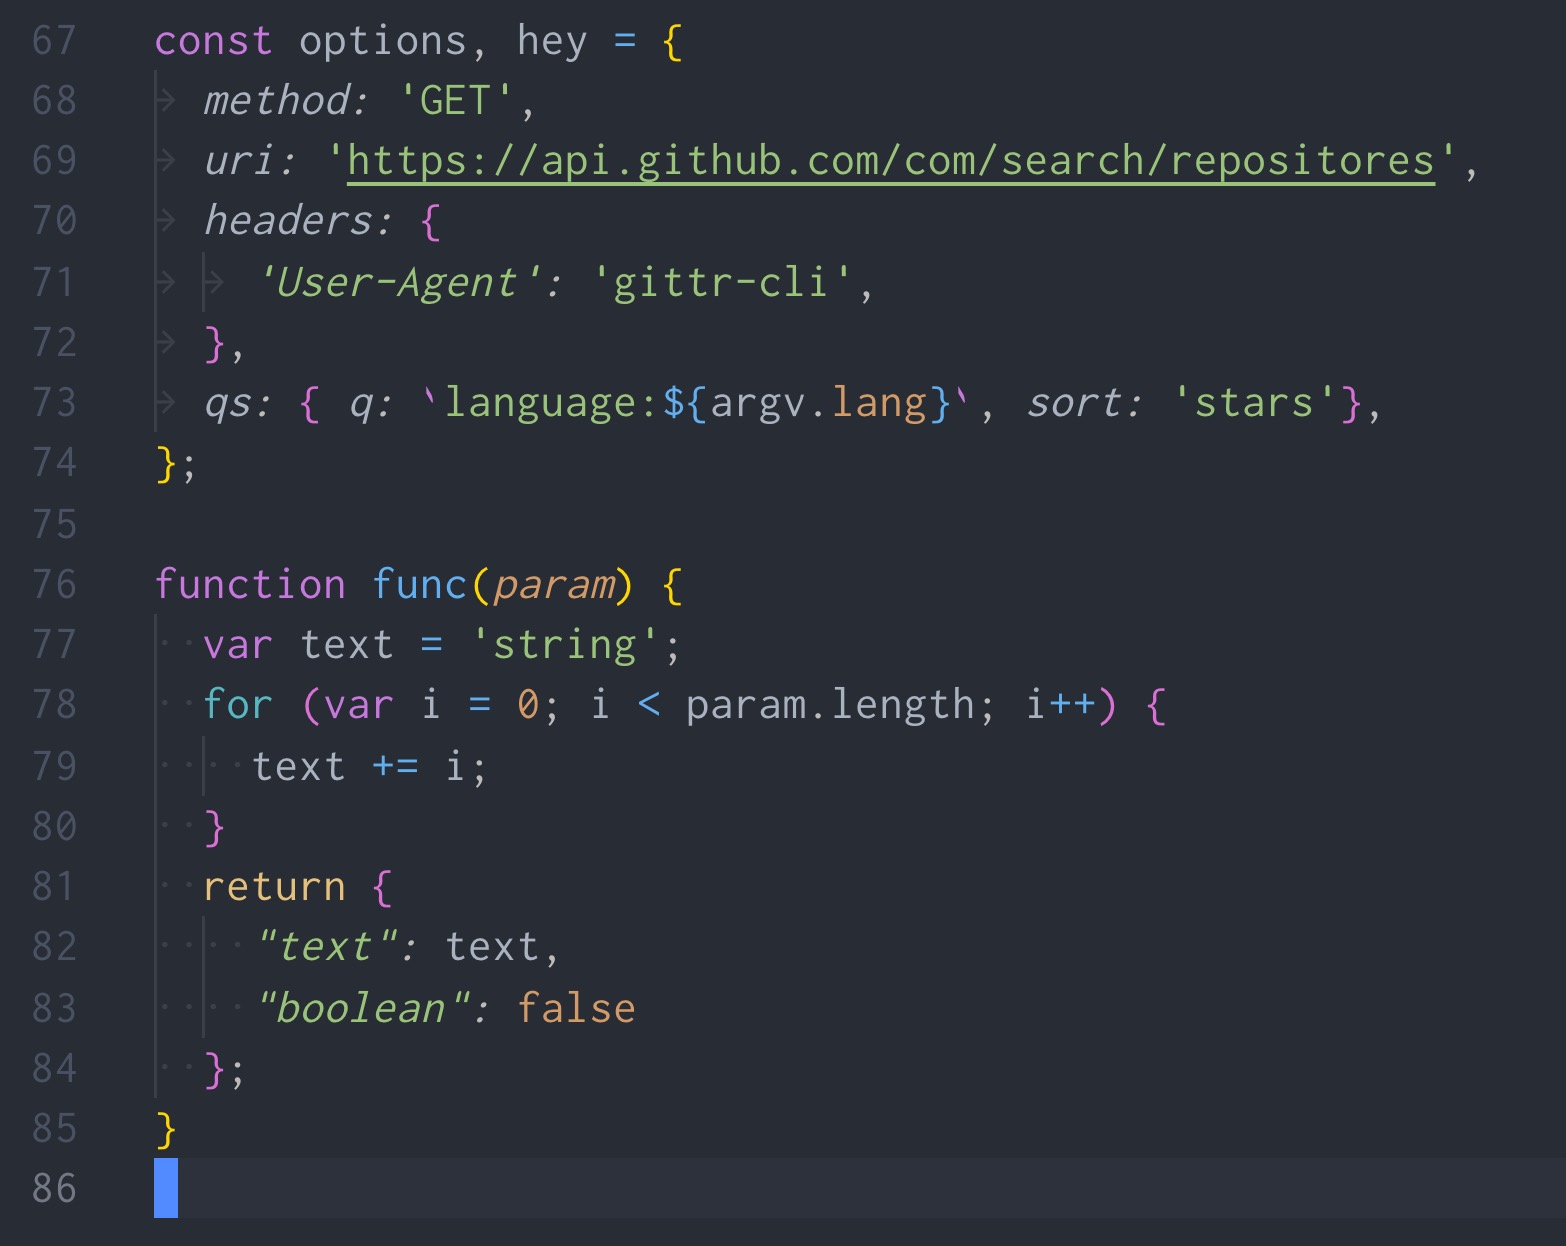 67 const options, hey = {
68 method: 'GET',
69 uri: 'https://api.github.com/com/search/repositores',
70 headers: {
71 'User-Agent': 'gittr-cli',
72 },
73 qs: { q: `language:${argv.lang}`, sort: 'stars'},
74 };
75
76 function func(param) {
77 var text = 'string';
78 for (var i = 0; i < param.length; i++) {
79 text += i;
80 }
81 return {
82 "text": text,
83 "boolean": false
84 };
85 }
86